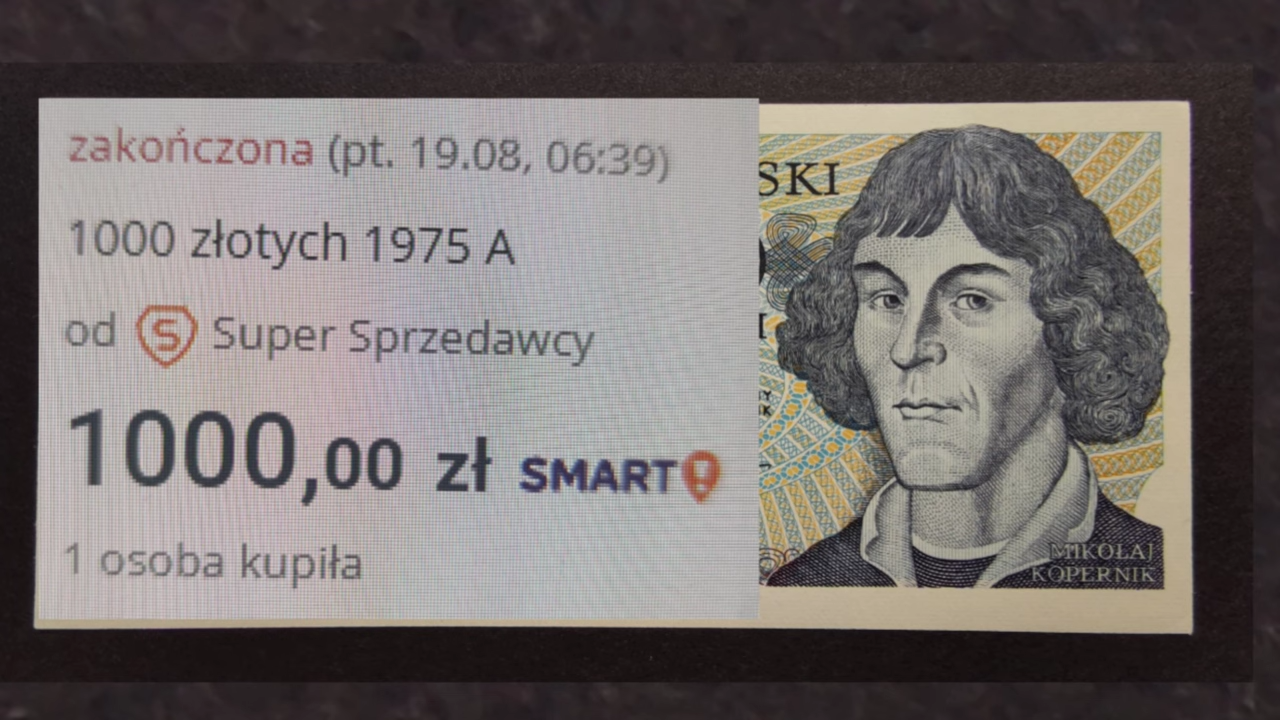 zakończona (pt. 19.08, 06:39)
1000 złotych 1975 A
od S Super Sprzedawcy
1000,00 zł SMART!
1 osoba kupiła
SKI
MIKOŁAJ
KOPERNIK